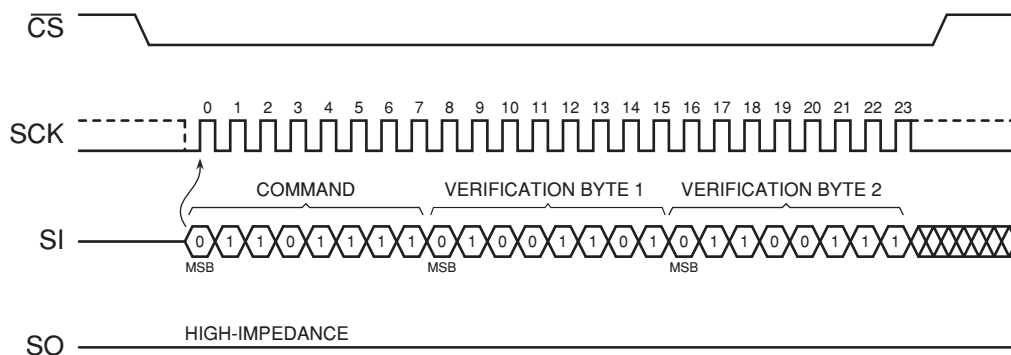 CS
0 1 2 3 4 5 6 7 8 9 10 11 12 13 14 15 16 17 18 19 20 21 22 23
SCK
COMMAND VERIFICATION BYTE 1 VERIFICATION BYTE 2
SI 0 1 1 0 1 1 1 1 0 1 0 0 1 1 0 1 0 1 1 0 0 1 1 1
MSB MSB MSB
HIGH-IMPEDANCE
SO